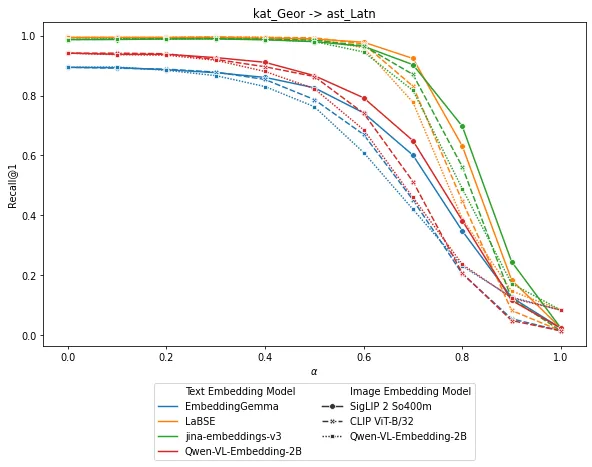 kat_Geor -> ast_Latn
Recall@1
1.0
0.8
0.6
0.4
0.2
0.0
0.0 0.2 0.4 0.6 0.8 1.0
α
Text Embedding Model
EmbeddingGemma
LaBSE
jina-embeddings-v3
Qwen-VL-Embedding-2B
Image Embedding Model
SigLIP 2 So400m
CLIP ViT-B/32
Qwen-VL-Embedding-2B